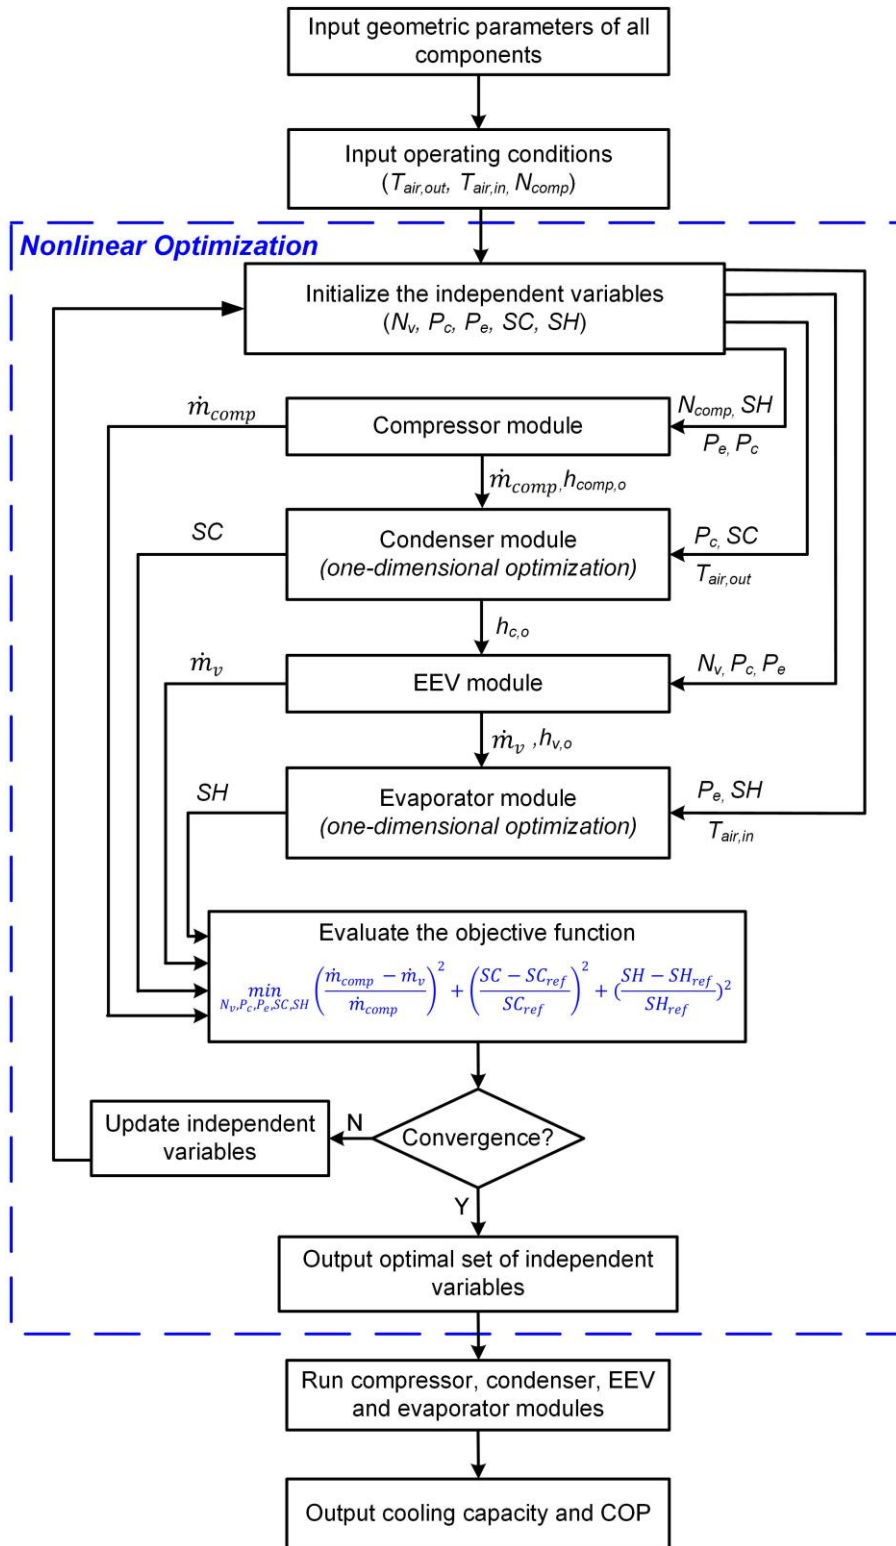 Input geometric parameters of all
components
Input operating conditions
(T_air,out, T_air,in, N_comp)
Nonlinear Optimization
Initialize the independent variables
(N_v, P_c, P_e, SC, SH)
ṁ_comp
Compressor module
N_comp, SH
P_e, P_c
ṁ_comp,h_comp,o
SC
Condenser module
(one-dimensional optimization)
P_c, SC
T_air,out
h_c,o
ṁ_v
EEV module
N_v, P_c, P_e
ṁ_v ,h_v,o
SH
Evaporator module
(one-dimensional optimization)
P_e, SH
T_air,in
Evaluate the objective function
min_{N_v,P_c,P_e,SC,SH} ((ṁ_comp − ṁ_v)/ṁ_comp)^2 + ((SC − SC_ref)/SC_ref)^2 + ((SH − SH_ref)/SH_ref)^2
Update independent
variables
N
Convergence?
Y
Output optimal set of independent
variables
Run compressor, condenser, EEV
and evaporator modules
Output cooling capacity and COP